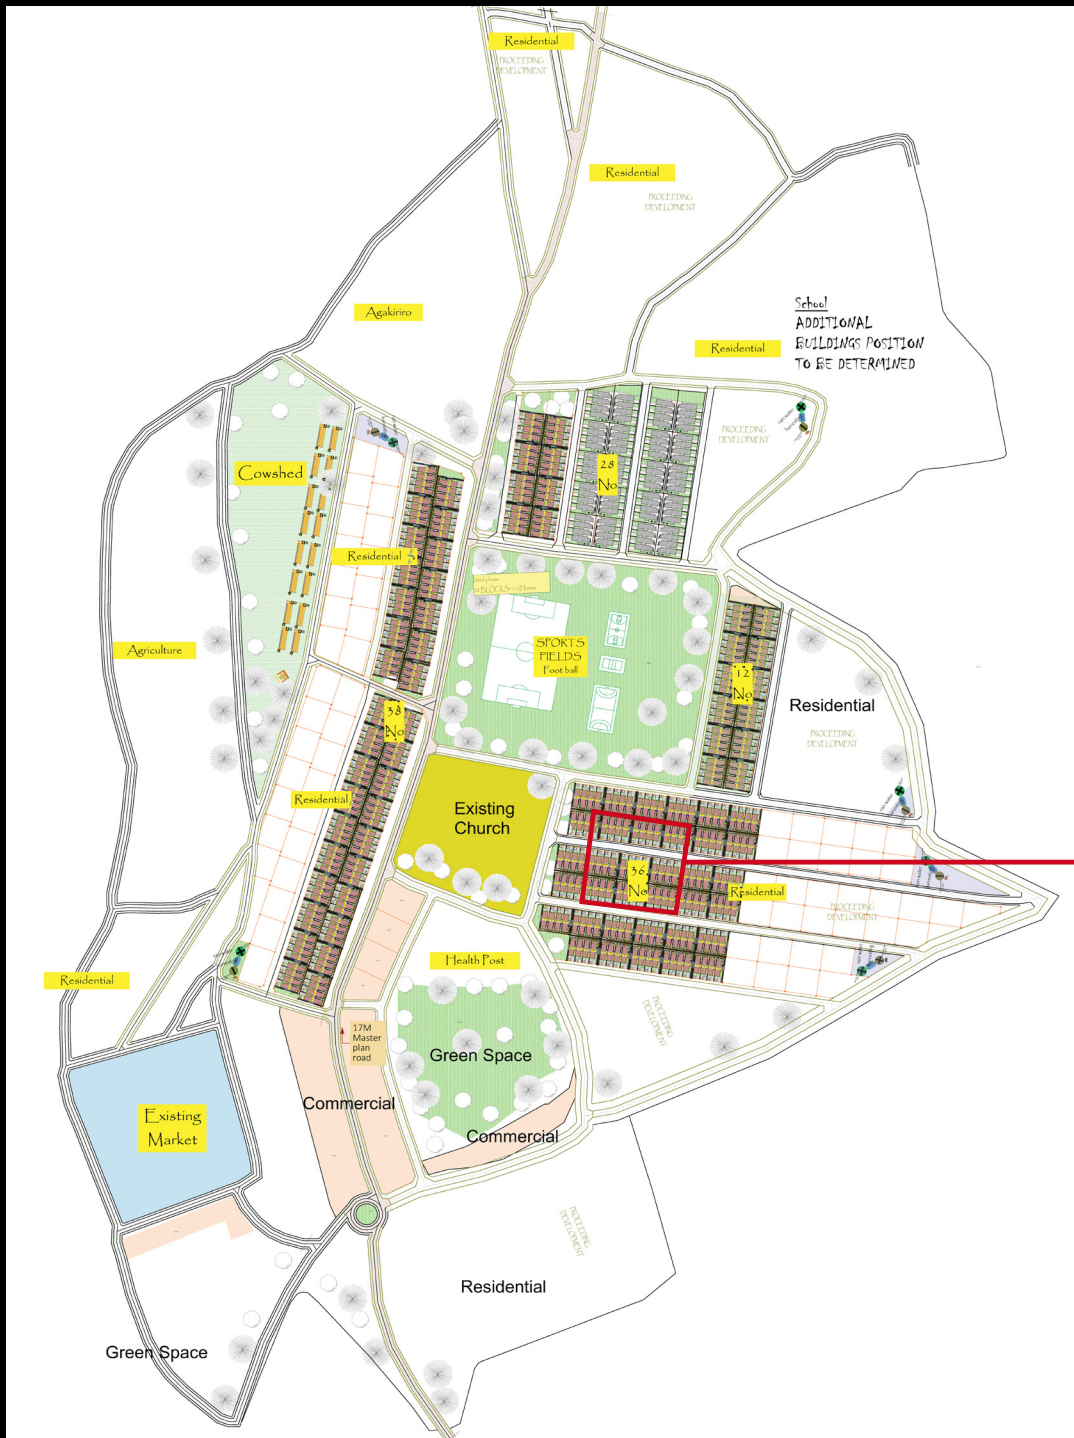 Residential
PROCEEDING
DEVELOPMENT
Residential
PROCEEDING
DEVELOPMENT
Agakiriro
School
ADDITIONAL
BUILDINGS POSITION
TO BE DETERMINED
Residential
PROCEEDING
DEVELOPMENT
Cowshed
28
No
Residential
BLOCKS
SPORTS
FIELDS
Foot ball
Agriculture
12
No
Residential
PROCEEDING
DEVELOPMENT
38
No
Residential
Existing
Church
36
No
Residential
PROCEEDING
DEVELOPMENT
Health Post
Residential
PROCEEDING
DEVELOPMENT
17M
Master
plan
road
Green Space
Commercial
Commercial
Existing
Market
PROCEEDING
DEVELOPMENT
Residential
Green Space